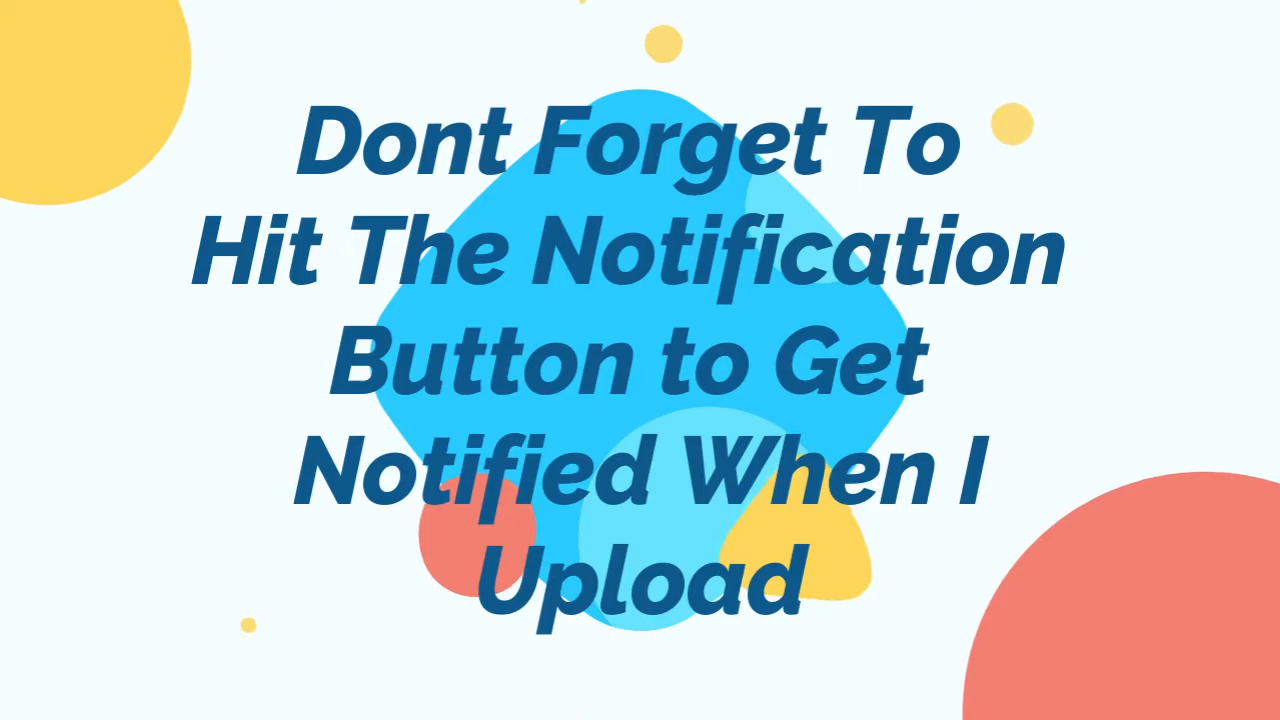 Dont Forget To
Hit The Notification
Button to Get
Notified When I
Upload